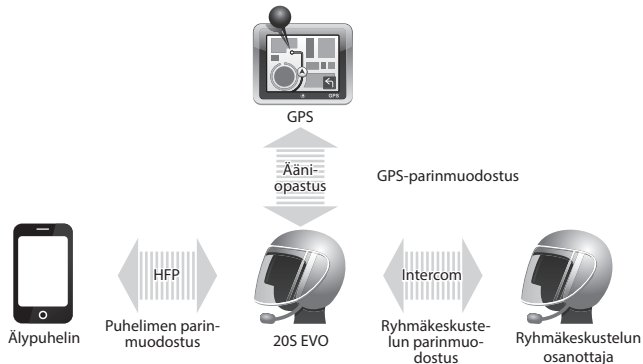 GPS
GPS
Ääni-
opastus
GPS-parinmuodostus
HFP
Intercom
Älypuhelin
Puhelimen parin-
muodostus
20S EVO
Ryhmäkeskuste-
lun parinmuo-
dostus
Ryhmäkeskustelun
osanottaja